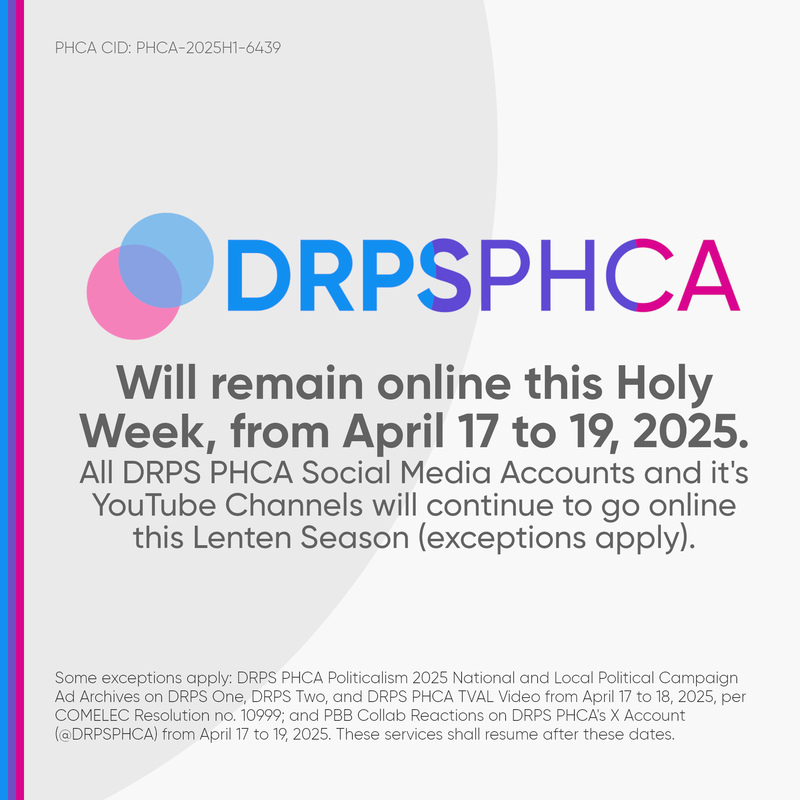 PHCA CID: PHCA-2025H1-6439
DRPSPHCA
Will remain online this Holy
Week, from April 17 to 19, 2025.
All DRPS PHCA Social Media Accounts and it's
YouTube Channels will continue to go online
this Lenten Season (exceptions apply).
Some exceptions apply: DRPS PHCA Politicalism 2025 National and Local Political Campaign
Ad Archives on DRPS One, DRPS Two, and DRPS PHCA TVAL Video from April 17 to 18, 2025, per
COMELEC Resolution no. 10999; and PBB Collab Reactions on DRPS PHCA's X Account
(@DRPSPHCA) from April 17 to 19, 2025. These services shall resume after these dates.